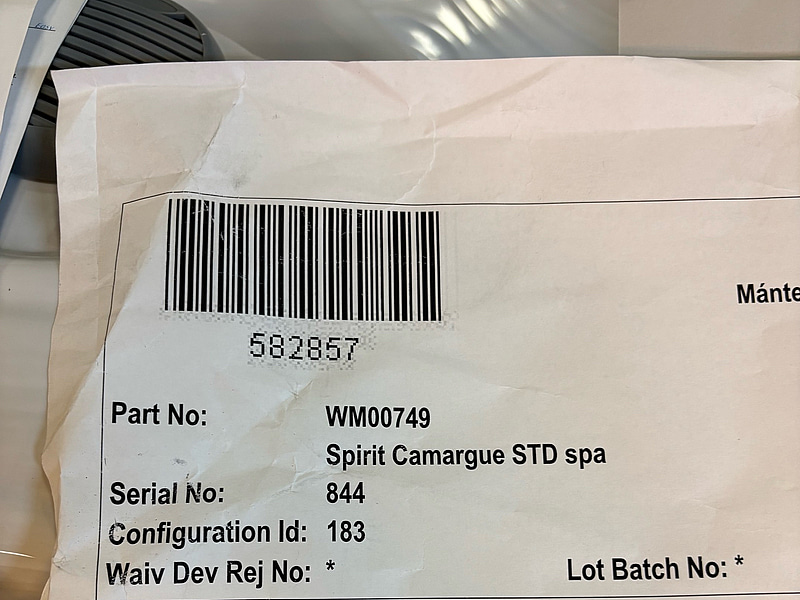 Mánte
582857
Part No: WM00749
Spirit Camargue STD spa
Serial No: 844
Configuration Id: 183
Waiv Dev Rej No: * Lot Batch No: *